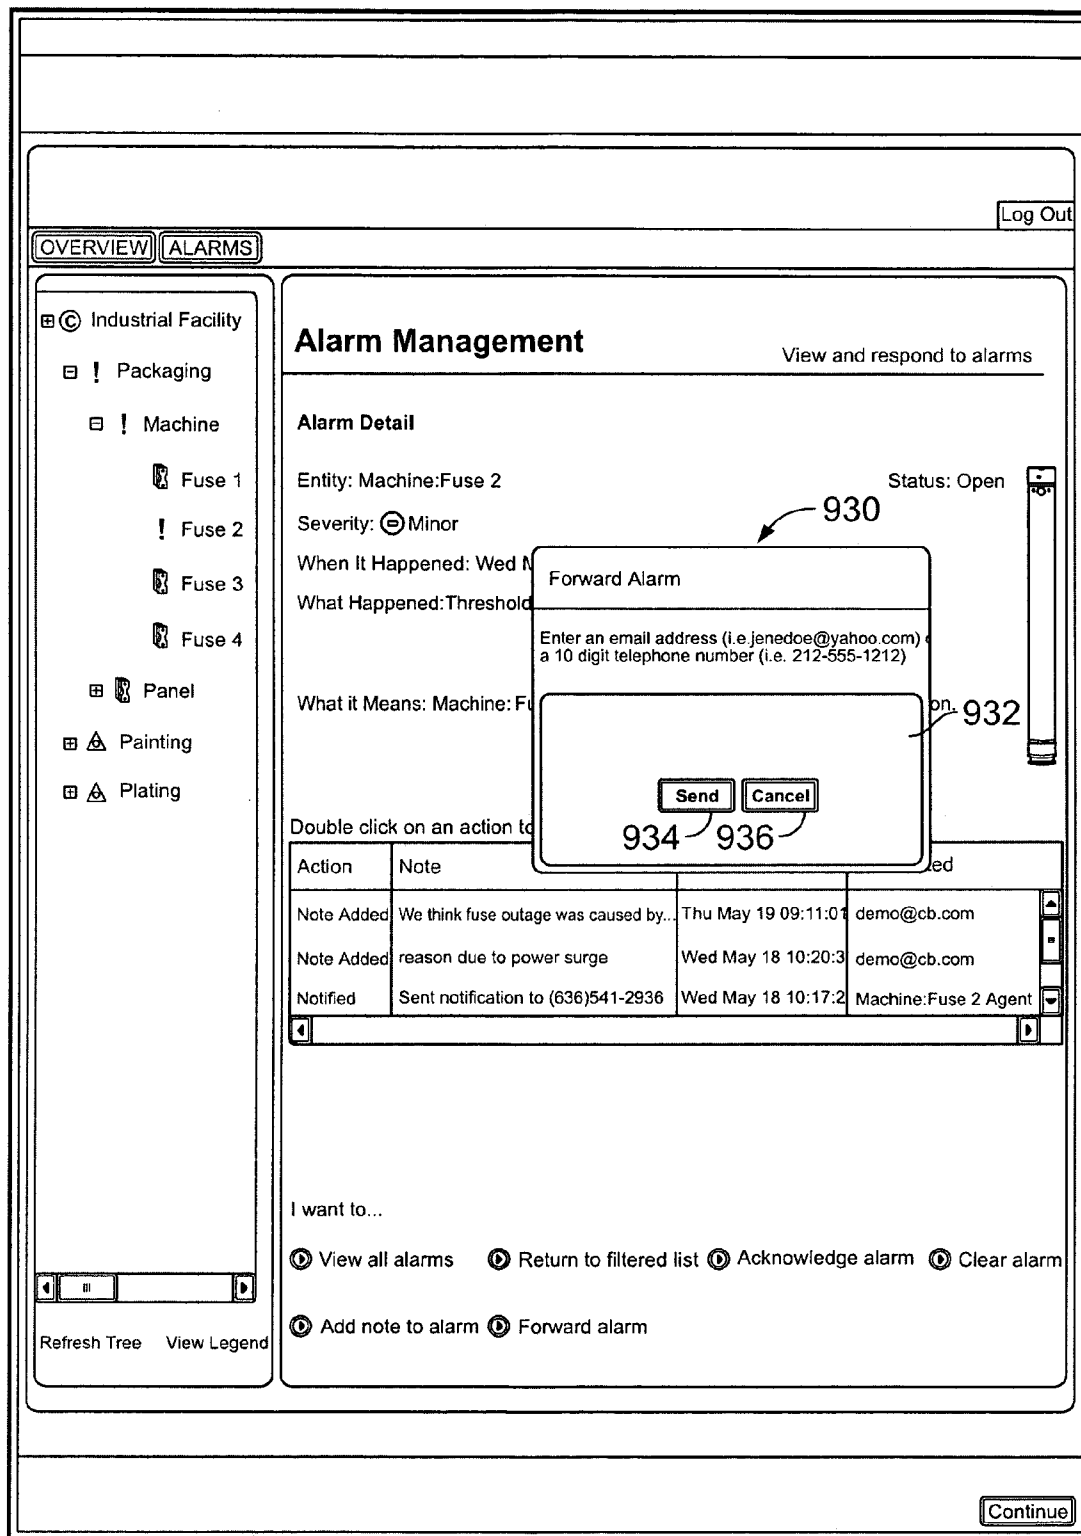 Log Out
OVERVIEW ALARMS
© Industrial Facility
! Packaging
! Machine
Fuse 1
! Fuse 2
Fuse 3
Fuse 4
Panel
Painting
Plating
Refresh Tree View Legend
Alarm Management
View and respond to alarms
Alarm Detail
Entity: Machine:Fuse 2
Status: Open
Severity: Minor
When It Happened: Wed
What Happened:Threshold
What it Means: Machine:
on.
930
Forward Alarm
Enter an email address (i.e.jenedoe@yahoo.com)
a 10 digit telephone number (i.e. 212-555-1212)
932
Send Cancel
934 936
Double click on an action to
Action Note ed
Note Added We think fuse outage was caused by... Thu May 19 09:11:01 demo@cb.com
Note Added reason due to power surge Wed May 18 10:20:3 demo@cb.com
Notified Sent notification to (636)541-2936 Wed May 18 10:17:2 Machine:Fuse 2 Agent
I want to...
View all alarms Return to filtered list Acknowledge alarm Clear alarm
Add note to alarm Forward alarm
Continue